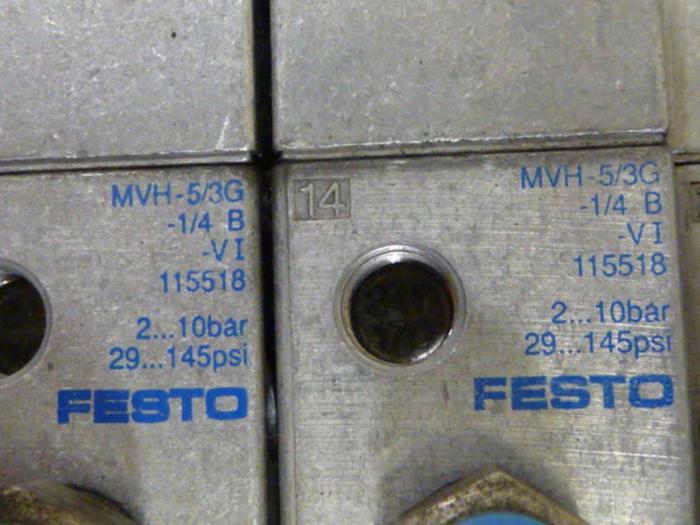 MVH-5/3G
-1/4 B
-VI
115518
2...10bar
29...145psi
FESTO
14
MVH-5/3G
-1/4 B
-VI
115518
2...10bar
29...145psi
FESTO